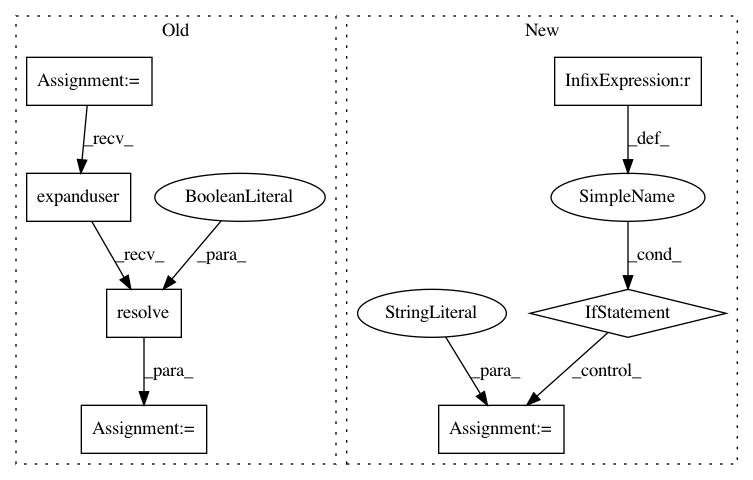 Old
New
Assignment:=
InfixExpression:r
_recv_
_def_
expanduser
BooleanLiteral
SimpleName
_recv_
_para_
_cond_
resolve
StringLiteral
IfStatement
_para_
_para_
_control_
Assignment:=
Assignment:=